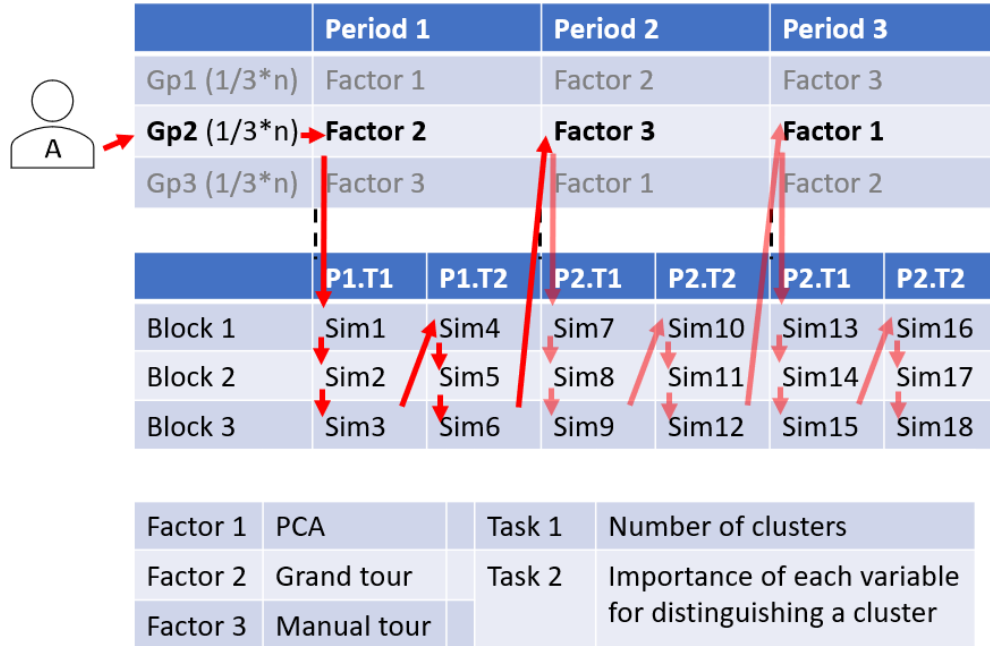 Period 1 Period 2 Period 3
Gp1 (1/3*n) Factor 1 Factor 2 Factor 3
A Gp2 (1/3*n) Factor 2 Factor 3 Factor 1
Gp3 (1/3*n) Factor 3 Factor 1 Factor 2
P1.T1 P1.T2 P2.T1 P2.T2 P2.T1 P2.T2
Block 1 Sim1 Sim4 Sim7 Sim10 Sim13 Sim16
Block 2 Sim2 Sim5 Sim8 Sim11 Sim14 Sim17
Block 3 Sim3 Sim6 Sim9 Sim12 Sim15 Sim18
Factor 1 PCA Task 1 Number of clusters
Factor 2 Grand tour Task 2 Importance of each variable
for distinguishing a cluster
Factor 3 Manual tour